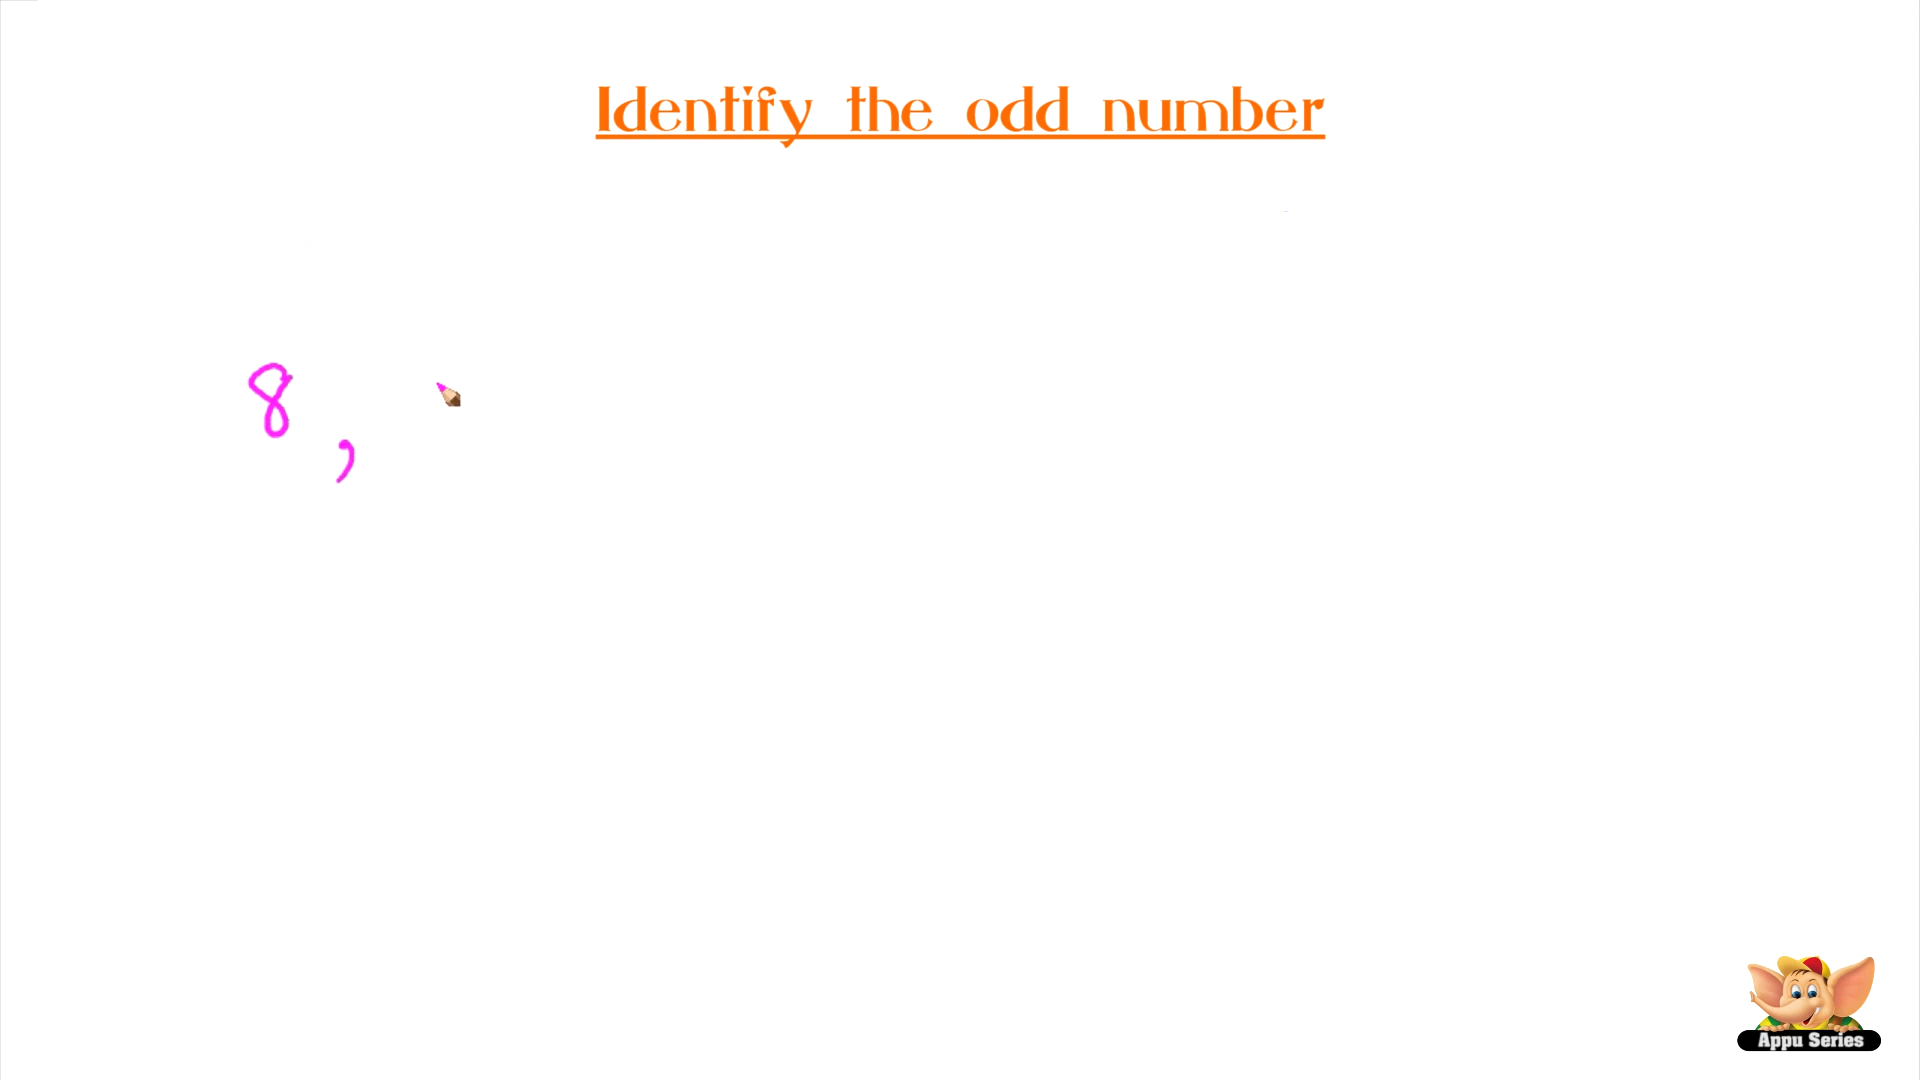 Identify the odd number
8 ,
Appu Series